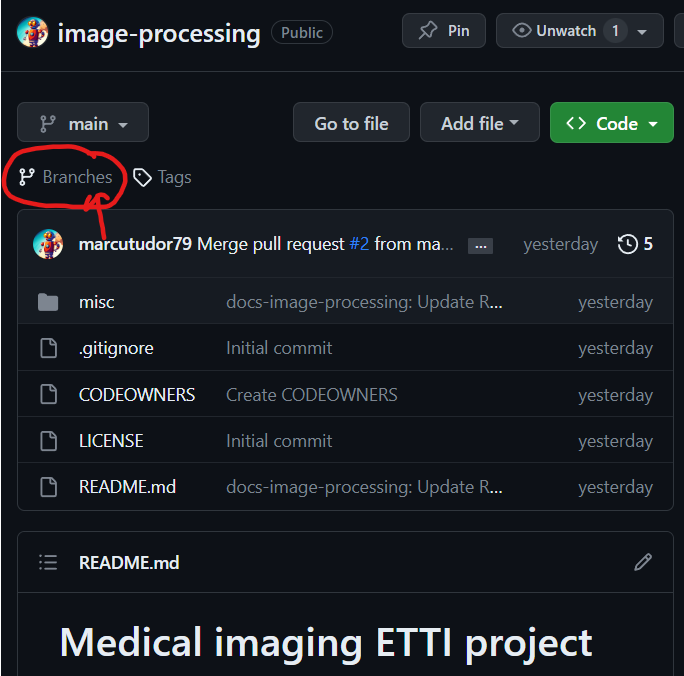 image-processing Public Pin Unwatch 1
main Go to file Add file Code
Branches Tags
marcutudor79 Merge pull request #2 from ma... ... yesterday 5
misc docs-image-processing: Update R... yesterday
.gitignore Initial commit yesterday
CODEOWNERS Create CODEOWNERS yesterday
LICENSE Initial commit yesterday
README.md docs-image-processing: Update R... yesterday
README.md
Medical imaging ETTI project